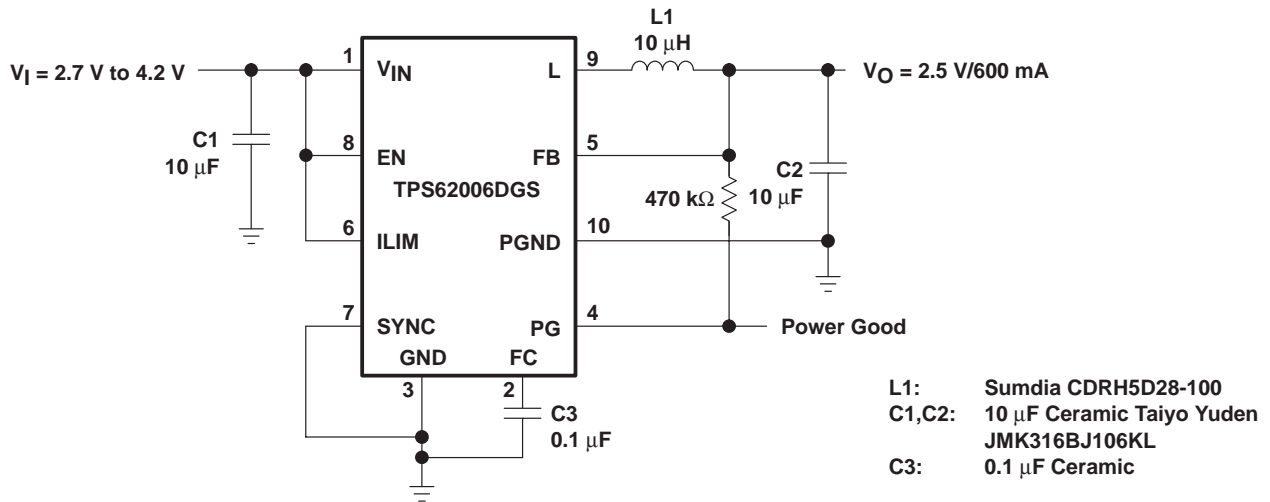 L1
10 μH
1
VIN
L
9
VI = 2.7 V to 4.2 V
VO = 2.5 V/600 mA
C1
10 μF
8
EN
FB
5
TPS62006DGS
C2
10 μF
470 kΩ
6
ILIM
PGND
10
7
SYNC
PG
4
Power Good
GND
FC
3
2
C3
0.1 μF
L1: Sumdia CDRH5D28-100
C1,C2: 10 μF Ceramic Taiyo Yuden
JMK316BJ106KL
C3: 0.1 μF Ceramic